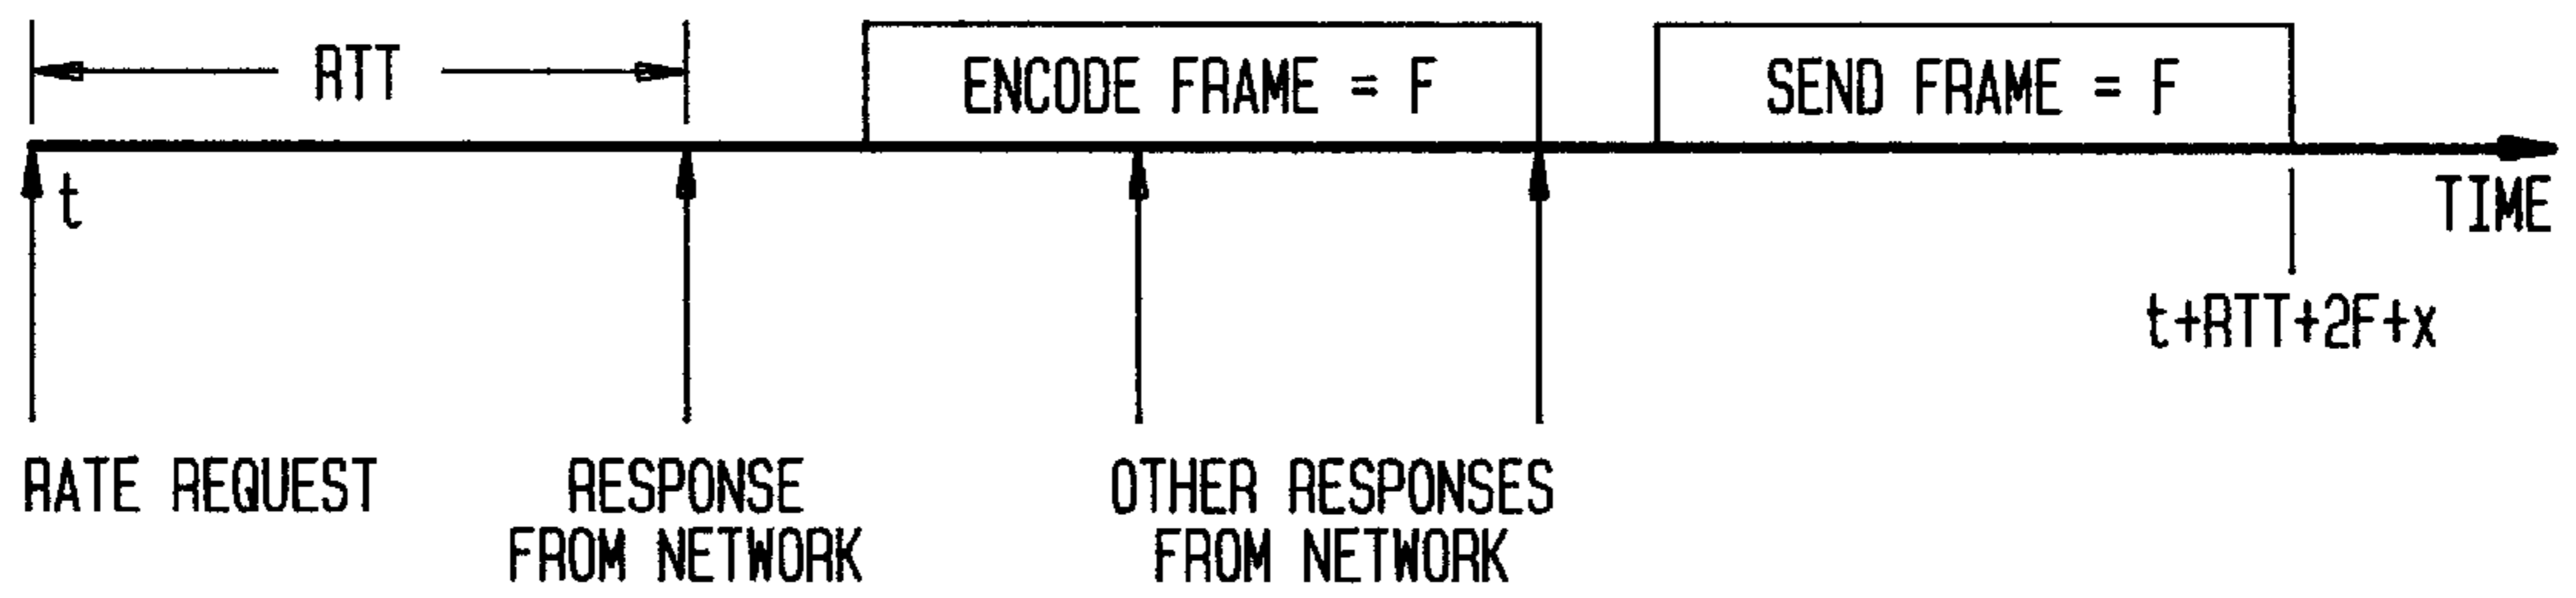 RTT
ENCODE FRAME = F
SEND FRAME = F
t
TIME
t+RTT+2F+x
RATE REQUEST
RESPONSE
FROM NETWORK
OTHER RESPONSES
FROM NETWORK